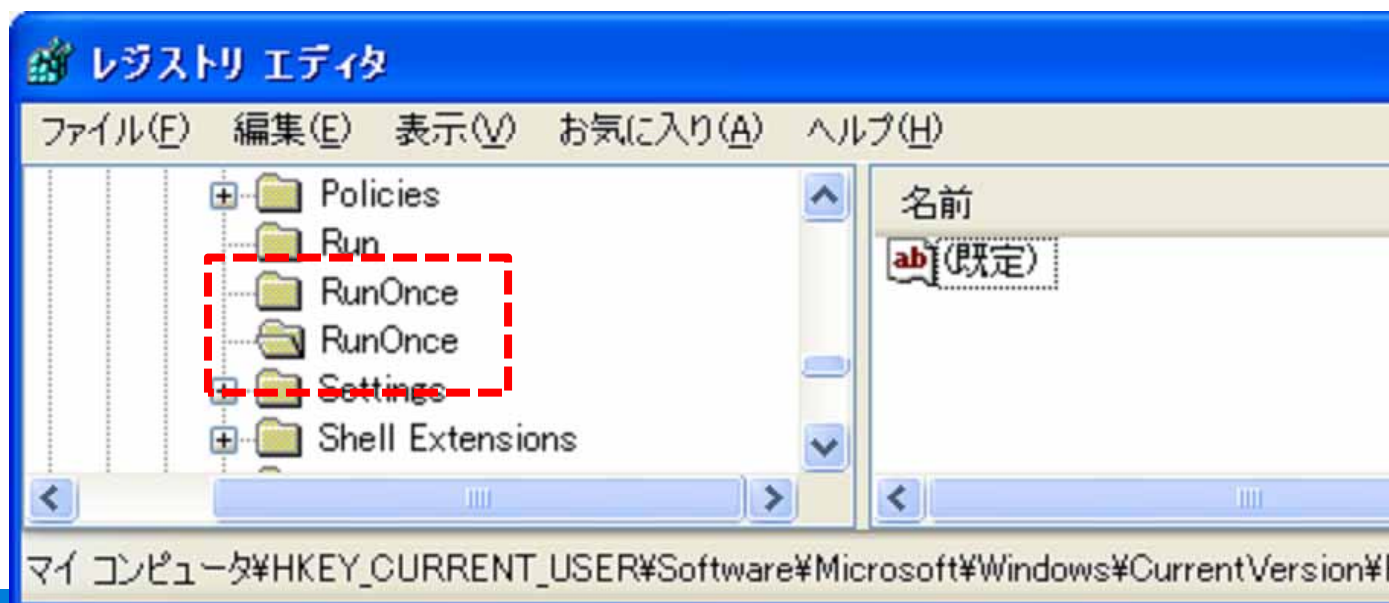 レジストリ エディタ
ファイル(F) 編集(E) 表示(V) お気に入り(A) ヘルプ(H)
Policies
Run
RunOnce
RunOnce
Settings
Shell Extensions
名前
ab (既定)
マイ コンピュータ¥HKEY_CURRENT_USER¥Software¥Microsoft¥Windows¥CurrentVersion¥